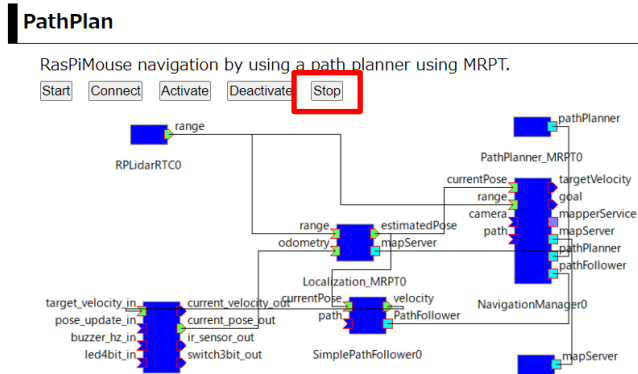 PathPlan
RasPiMouse navigation by using a path planner using MRPT.
Start Connect Activate Deactivate Stop
range
RPLidarRTC0
pathPlanner
PathPlanner_MRPT0
currentPose
range
camera
path
targetVelocity
goal
mapperService
mapServer
pathPlanner
pathFollower
NavigationManager0
range
odometry
estimatedPose
mapServer
Localization_MRPT0
currentPose
path
velocity
PathFollower
SimplePathFollower0
target_velocity_in
pose_update_in
buzzer_hz_in
led4bit_in
current_velocity_out
current_pose_out
ir_sensor_out
switch3bit_out
mapServer